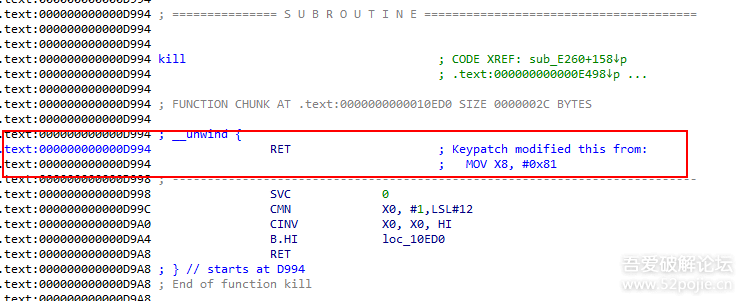 .text:000000000000D994 ; =============== S U B R O U T I N E =======================================
.text:000000000000D994
.text:000000000000D994
.text:000000000000D994 kill ; CODE XREF: sub_E260+158↓p
.text:000000000000D994 ; .text:000000000000E498↓p ...
.text:000000000000D994
.text:000000000000D994 ; FUNCTION CHUNK AT .text:0000000000010ED0 SIZE 0000002C BYTES
.text:000000000000D994
.text:000000000000D994 ; __unwind {
.text:000000000000D994 RET ; Keypatch modified this from:
.text:000000000000D994 ; MOV X8, #0x81
.text:000000000000D998 ; ---------------------------------------------------------------------------
.text:000000000000D998 SVC 0
.text:000000000000D99C CMN X0, #1,LSL#12
.text:000000000000D9A0 CINV X0, X0, HI
.text:000000000000D9A4 B.HI loc_10ED0
.text:000000000000D9A8 RET
.text:000000000000D9A8 ; } // starts at D994
.text:000000000000D9A8 ; End of function kill
.text:000000000000D9A8
吾爱破解论坛
www.52pojie.cn